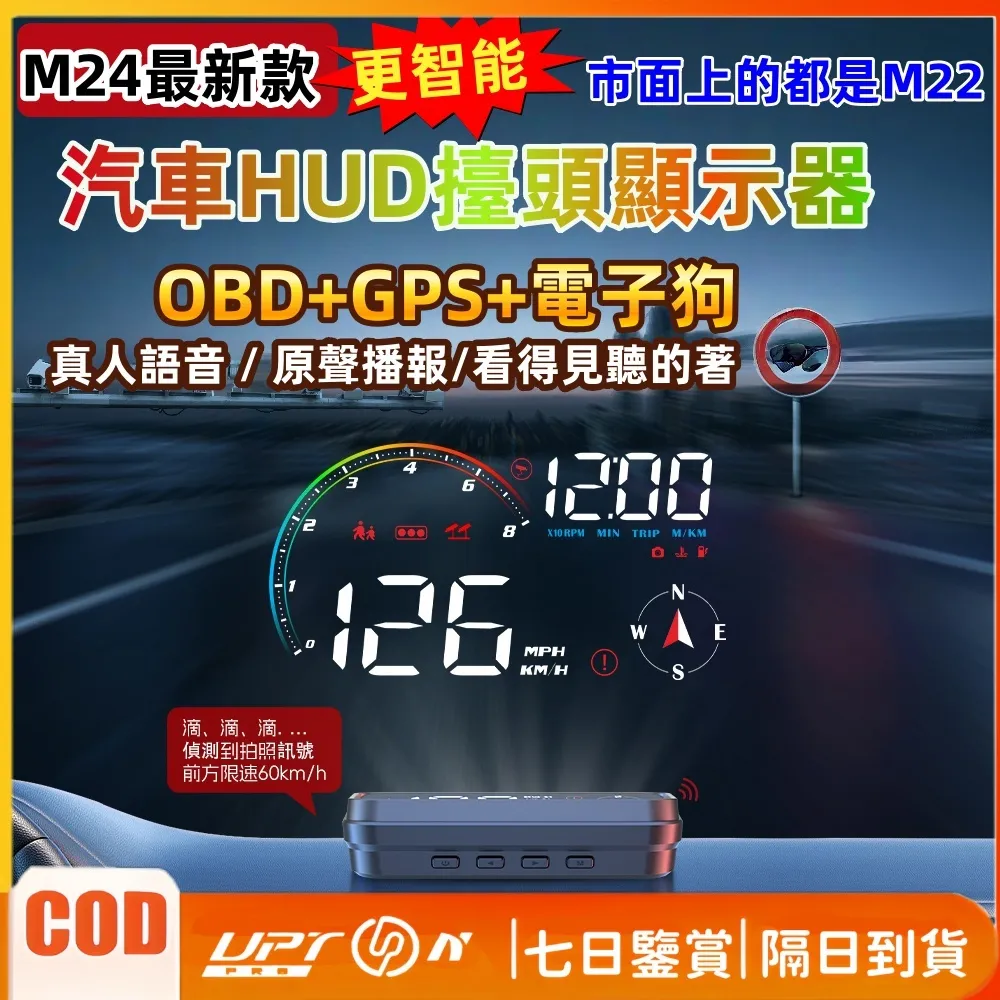 M24最新款
更智能
市面上的都是M22
汽車HUD擡頭顯示器
OBD+GPS+電子狗
真人語音 / 原聲播報/看得見聽的著
0 1 2 3 4 6 8
12:00
X10RPM MIN TRIP M/KM
126
MPH
KM/H
N
W E
S
滴、滴、滴. ...
偵測到拍照訊號
前方限速60km/h
M
COD
UPTON
PRO
七日鑒賞
隔日到貨